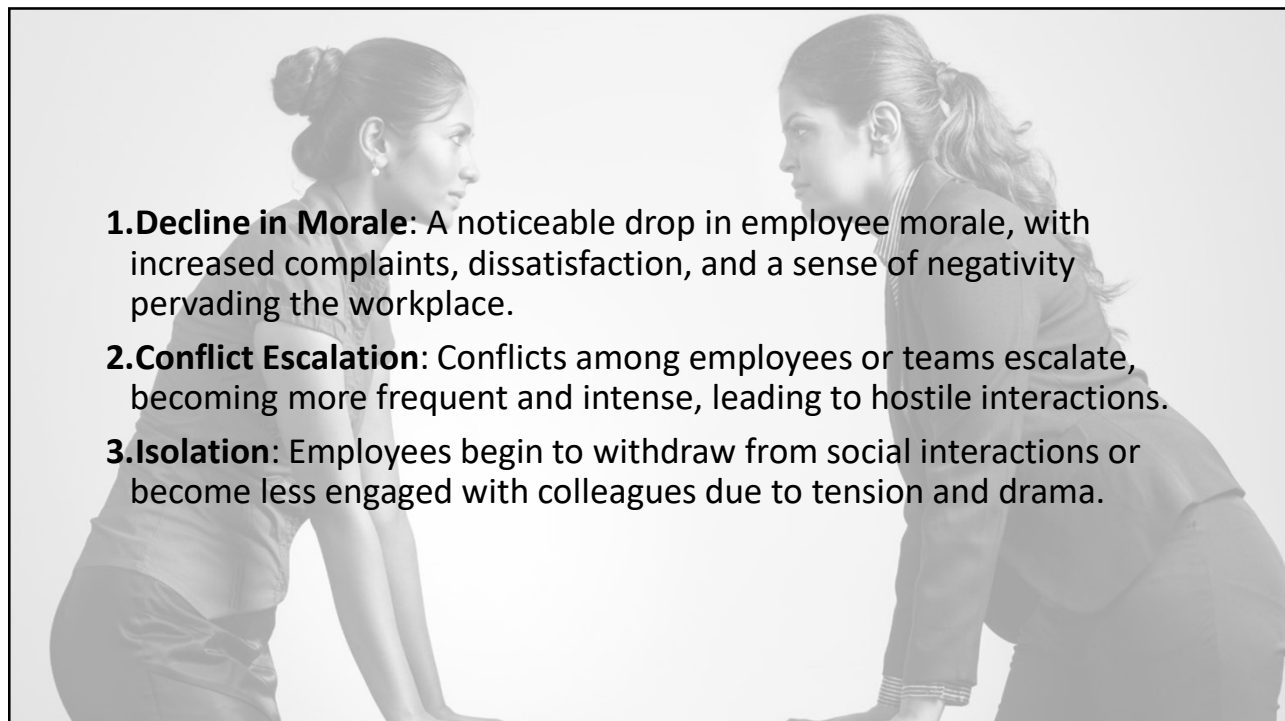 1.Decline in Morale: A noticeable drop in employee morale, with
increased complaints, dissatisfaction, and a sense of negativity
pervading the workplace.
2.Conflict Escalation: Conflicts among employees or teams escalate,
becoming more frequent and intense, leading to hostile interactions.
3.Isolation: Employees begin to withdraw from social interactions or
become less engaged with colleagues due to tension and drama.